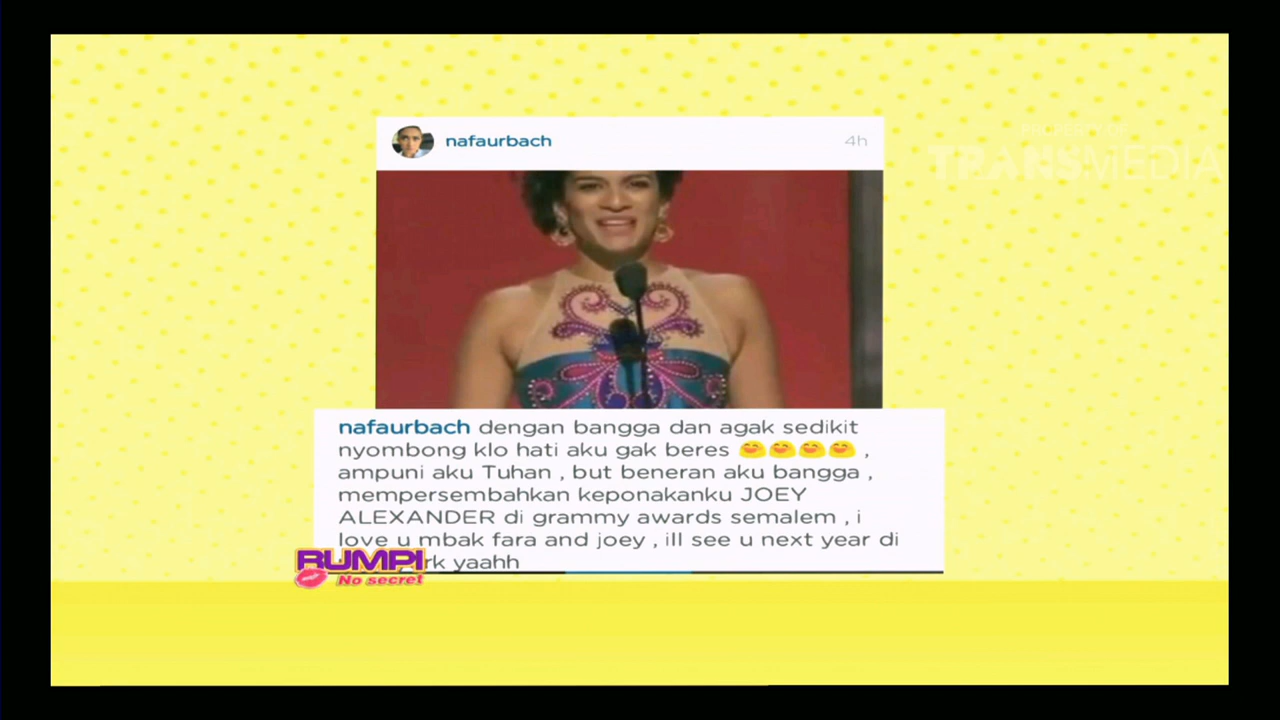 nafaurbach
4h
TRANSMEDIA
nafaurbach dengan bangga dan agak sedikit
nyombong klo hati aku gak beres 😄😄😄😄 ,
ampuni aku Tuhan , but beneran aku bangga ,
mempersembahkan keponakanku JOEY
ALEXANDER di grammy awards semalem , i
love u mbak fara and joey , ill see u next year di
rk yaahh
RUMPI
No secret